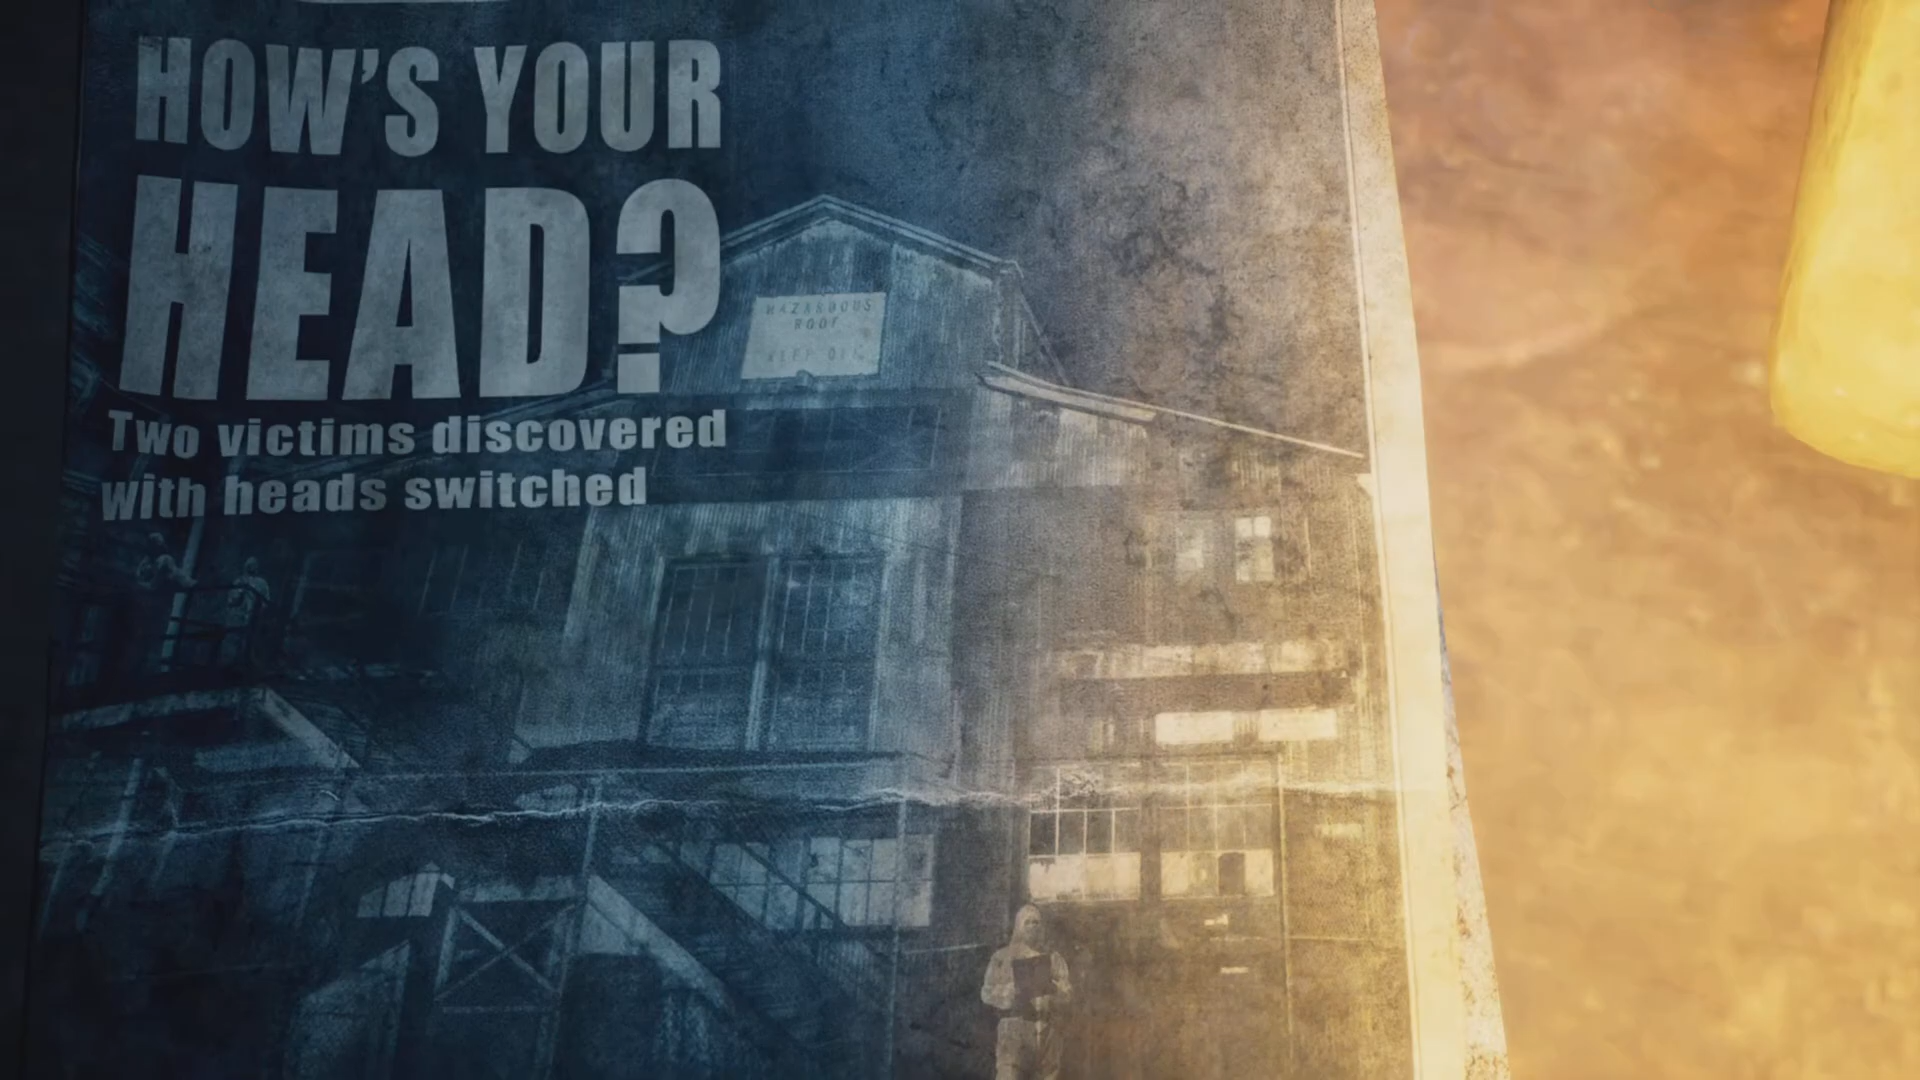 HOW'S YOUR
HEAD?
Two victims discovered
with heads switched
HAZARDOUS
ROOF
KEEP OFF